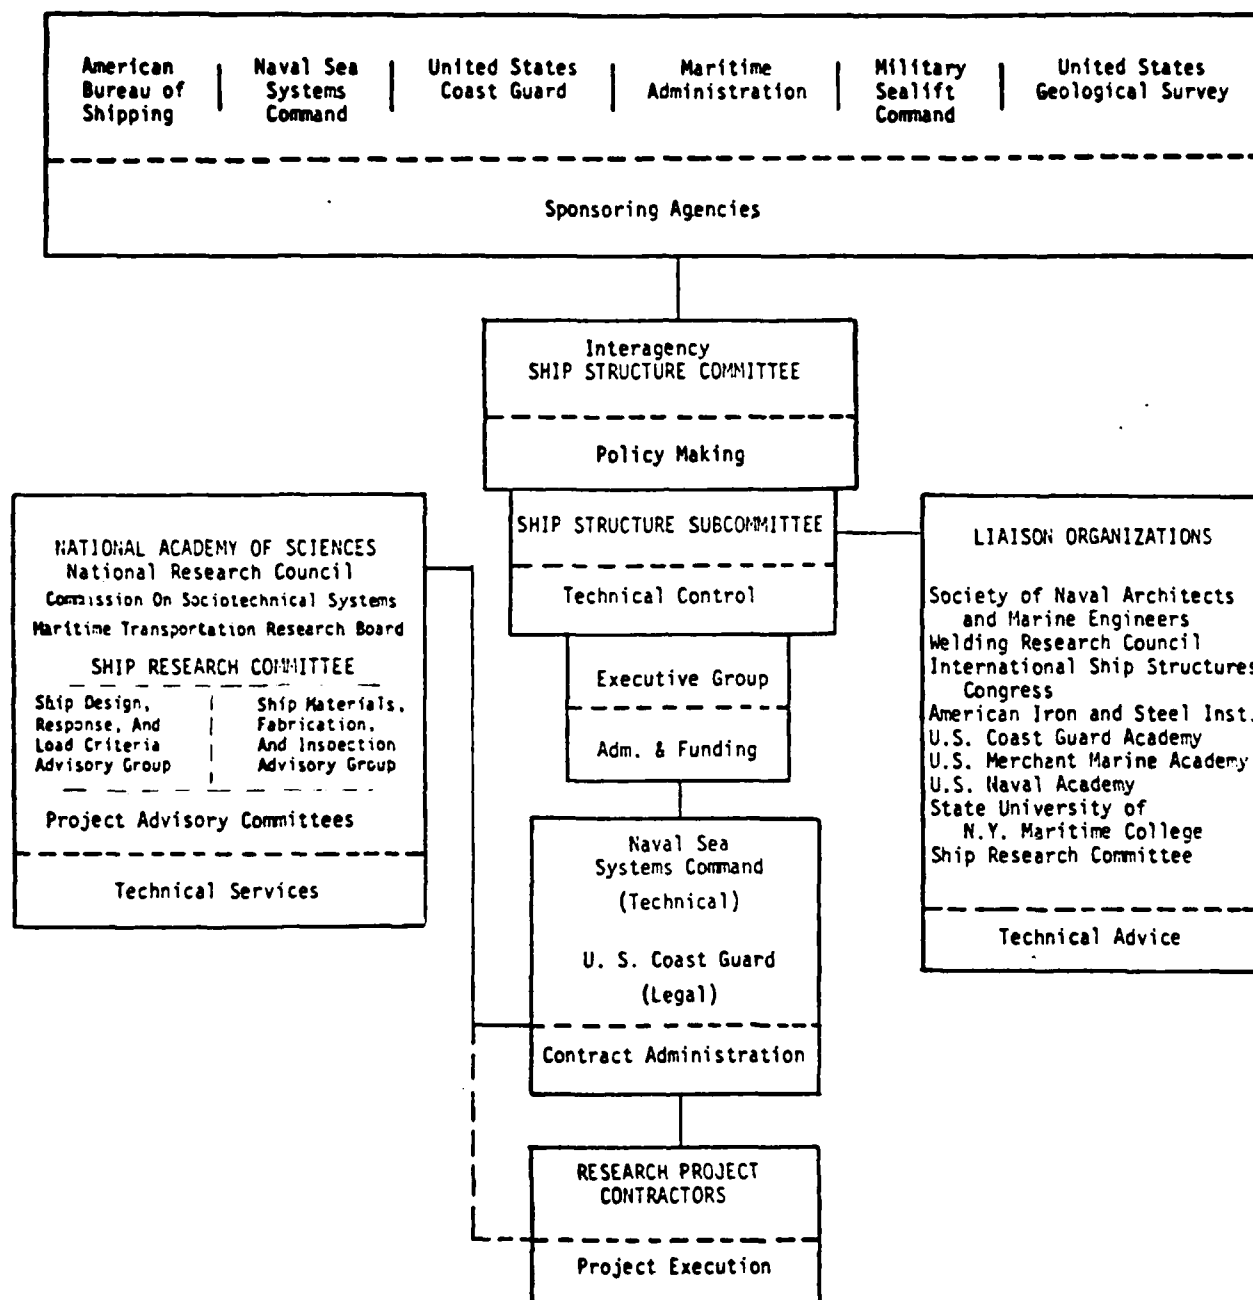 American Bureau of Shipping
Naval Sea Systems Command
United States Coast Guard
Maritime Administration
Military Sealift Command
United States Geological Survey
Sponsoring Agencies
Interagency
SHIP STRUCTURE COMMITTEE
Policy Making
SHIP STRUCTURE SUBCOMMITTEE
Technical Control
Executive Group
Adm. & Funding
NATIONAL ACADEMY OF SCIENCES
National Research Council
Commission On Sociotechnical Systems
Maritime Transportation Research Board
SHIP RESEARCH COMMITTEE
Ship Design,
Response, And
Load Criteria
Advisory Group
Ship Materials,
Fabrication,
And Inspection
Advisory Group
Project Advisory Committees
Technical Services
LIAISON ORGANIZATIONS
Society of Naval Architects
and Marine Engineers
Welding Research Council
International Ship Structures
Congress
American Iron and Steel Inst.
U.S. Coast Guard Academy
U.S. Merchant Marine Academy
U.S. Naval Academy
State University of
N.Y. Maritime College
Ship Research Committee
Technical Advice
Naval Sea
Systems Command
(Technical)
U. S. Coast Guard
(Legal)
Contract Administration
RESEARCH PROJECT
CONTRACTORS
Project Execution